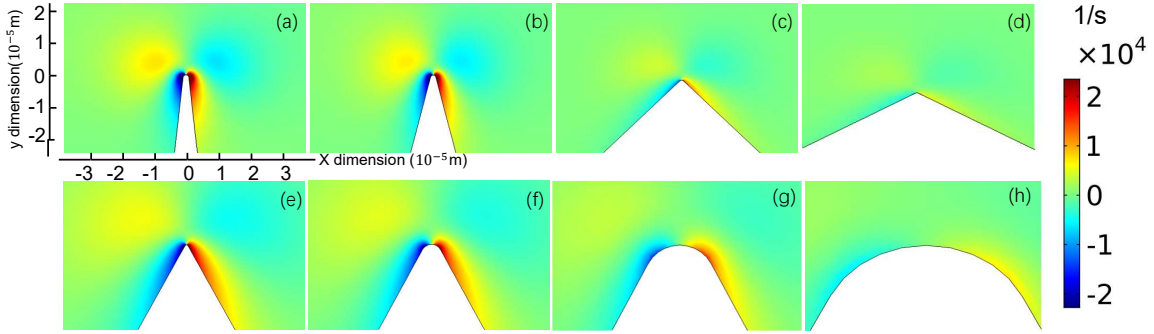 (a) (b) (c) (d)
1/s
×10⁴
y dimension(10⁻⁵m)
2
1
0
-1
-2
X dimension (10⁻⁵m)
-3 -2 -1 0 1 2 3
(e) (f) (g) (h)
2
1
0
-1
-2